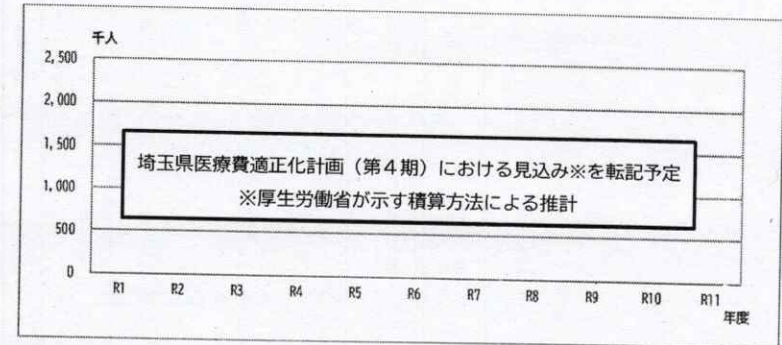 千人
2,500
2,000
1,500
1,000
500
0
埼玉県医療費適正化計画（第４期）における見込み※を転記予定
※厚生労働省が示す積算方法による推計
R1 R2 R3 R4 R5 R6 R7 R8 R9 R10 R11
年度